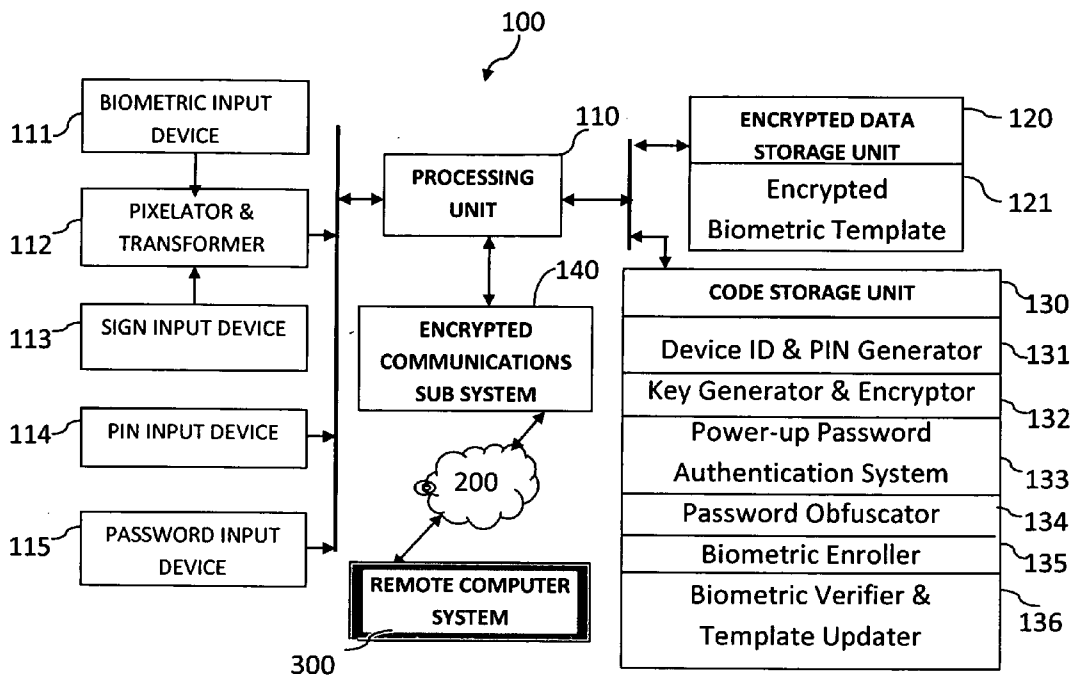 100
BIOMETRIC INPUT
DEVICE
111
PIXELATOR &
TRANSFORMER
112
SIGN INPUT DEVICE
113
PIN INPUT DEVICE
114
PASSWORD INPUT
DEVICE
115
110
PROCESSING
UNIT
140
ENCRYPTED
COMMUNICATIONS
SUB SYSTEM
200
REMOTE COMPUTER
SYSTEM
300
ENCRYPTED DATA
STORAGE UNIT
120
Encrypted
Biometric Template
121
CODE STORAGE UNIT
130
Device ID & PIN Generator
131
Key Generator & Encryptor
132
Power-up Password
Authentication System
133
Password Obfuscator
134
Biometric Enroller
135
Biometric Verifier &
Template Updater
136